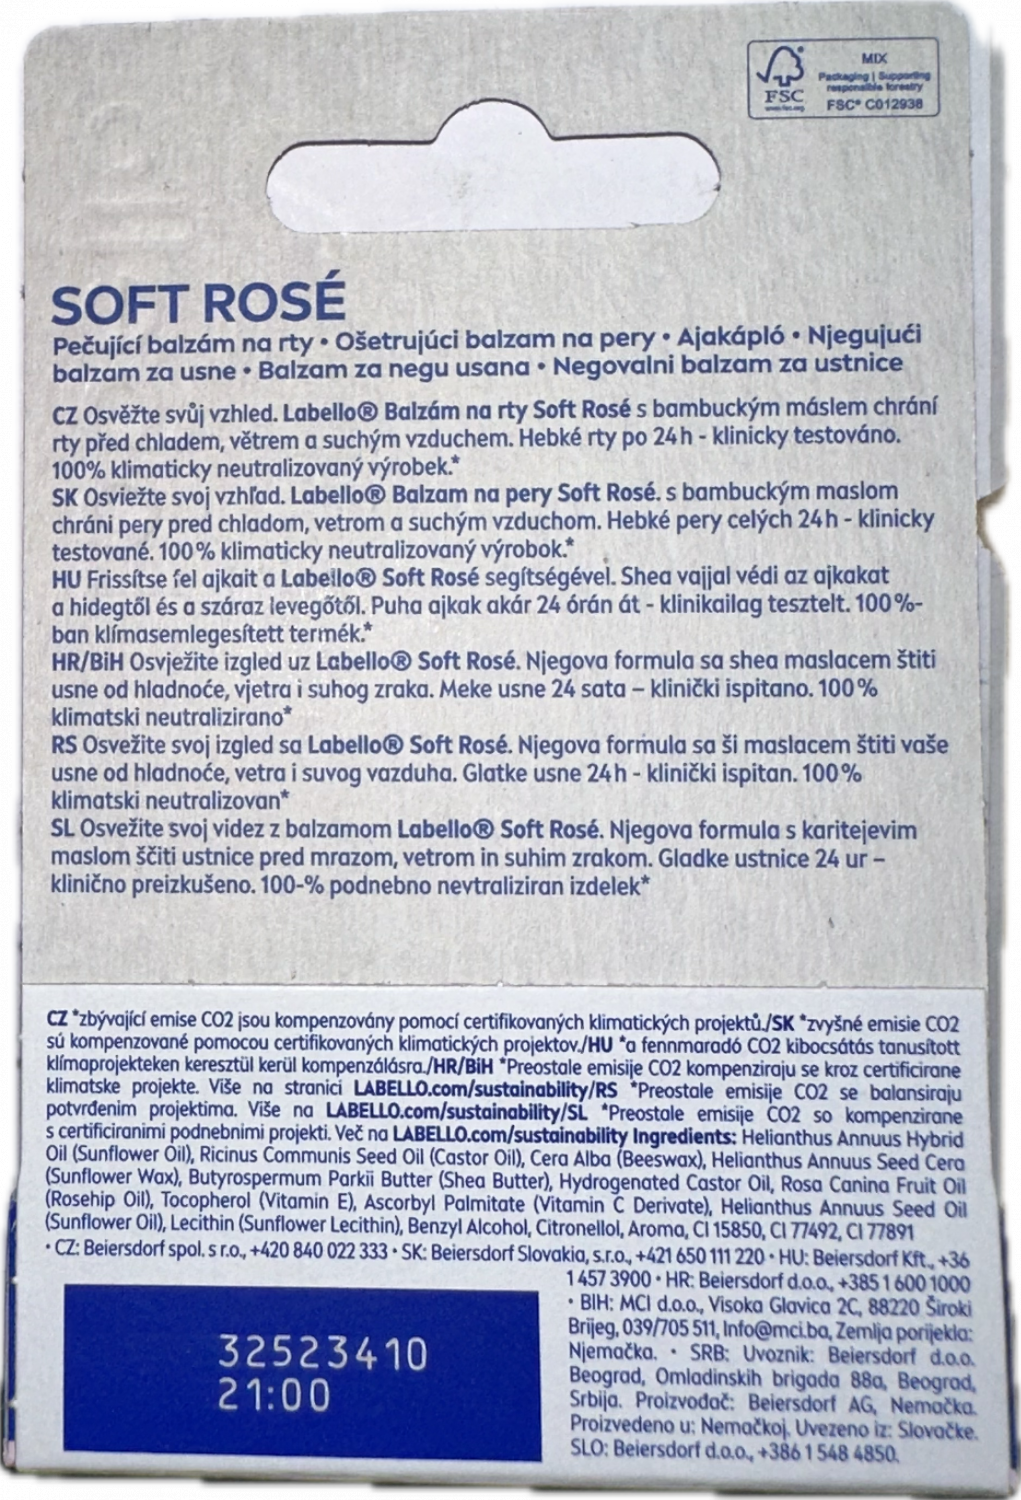 MIX
Packaging | Supporting
responsible forestry
FSC
www.fsc.org
FSC® C012938
SOFT ROSÉ
Pečující balzám na rty • Ošetrujúci balzam na pery • Ajakápló • Njegujući
balzam za usne • Balzam za negu usana • Negovalni balzam za ustnice
CZ Osvěžte svůj vzhled. Labello® Balzám na rty Soft Rosé s bambuckým máslem chrání
rty před chladem, větrem a suchým vzduchem. Hebké rty po 24h - klinicky testováno.
100% klimaticky neutralizovaný výrobek.*
SK Osviežte svoj vzhľad. Labello® Balzam na pery Soft Rosé. s bambuckým maslom
chráni pery pred chladom, vetrom a suchým vzduchom. Hebké pery celých 24h - klinicky
testované. 100% klimaticky neutralizovaný výrobok.*
HU Frissítse fel ajkait a Labello® Soft Rosé segítségével. Shea vajjal védi az ajkakat
a hidegtől és a száraz levegőtől. Puha ajkak akár 24 órán át - klinikailag tesztelt. 100%-
ban klímasemlegesített termék.*
HR/BiH Osvježite izgled uz Labello® Soft Rosé. Njegova formula sa shea maslacem štiti
usne od hladnoće, vjetra i suhog zraka. Meke usne 24 sata – klinički ispitano. 100%
klimatski neutralizirano*
RS Osvežite svoj izgled sa Labello® Soft Rosé. Njegova formula sa ši maslacem štiti vaše
usne od hladnoće, vetra i suvog vazduha. Glatke usne 24h - klinički ispitan. 100%
klimatski neutralizovan*
SL Osvežite svoj videz z balzamom Labello® Soft Rosé. Njegova formula s karitejevim
maslom ščiti ustnice pred mrazom, vetrom in suhim zrakom. Gladke ustnice 24 ur –
klinično preizkušeno. 100-% podnebno nevtraliziran izdelek*
CZ *zbývající emise CO2 jsou kompenzovány pomocí certifikovaných klimatických projektů./SK *zvyšné emisie CO2
sú kompenzované pomocou certifikovaných klimatických projektov./HU *a fennmaradó CO2 kibocsátás tanusított
klímaprojekteken keresztül kerül kompenzálásra./HR/BiH *Preostale emisije CO2 kompenziraju se kroz certificirane
klimatske projekte. Više na stranici LABELLO.com/sustainability/RS *Preostale emisije CO2 se balansiraju
potvrđenim projektima. Više na LABELLO.com/sustainability/SL *Preostale emisije CO2 so kompenzirane
s certificiranimi podnebnimi projekti. Več na LABELLO.com/sustainability Ingredients: Helianthus Annuus Hybrid
Oil (Sunflower Oil), Ricinus Communis Seed Oil (Castor Oil), Cera Alba (Beeswax), Helianthus Annuus Seed Cera
(Sunflower Wax), Butyrospermum Parkii Butter (Shea Butter), Hydrogenated Castor Oil, Rosa Canina Fruit Oil
(Rosehip Oil), Tocopherol (Vitamin E), Ascorbyl Palmitate (Vitamin C Derivate), Helianthus Annuus Seed Oil
(Sunflower Oil), Lecithin (Sunflower Lecithin), Benzyl Alcohol, Citronellol, Aroma, CI 15850, CI 77492, CI 77891
• CZ: Beiersdorf spol. s r.o., +420 840 022 333 • SK: Beiersdorf Slovakia, s.r.o., +421 650 111 220 • HU: Beiersdorf Kft., +36
1 457 3900 • HR: Beiersdorf d.o.o., +385 1 600 1000
• BIH: MCI d.o.o., Visoka Glavica 2C, 88220 Široki
Brijeg, 039/705 511, Info@mci.ba, Zemlja porijekla:
Njemačka. • SRB: Uvoznik: Beiersdorf d.o.o.
Beograd, Omladinskih brigada 88a, Beograd,
Srbija. Proizvođač: Beiersdorf AG, Nemačka.
Proizvedeno u: Nemačkoj. Uvezeno iz: Slovačke.
SLO: Beiersdorf d.o.o., +386 1 548 4850.
32523410
21:00